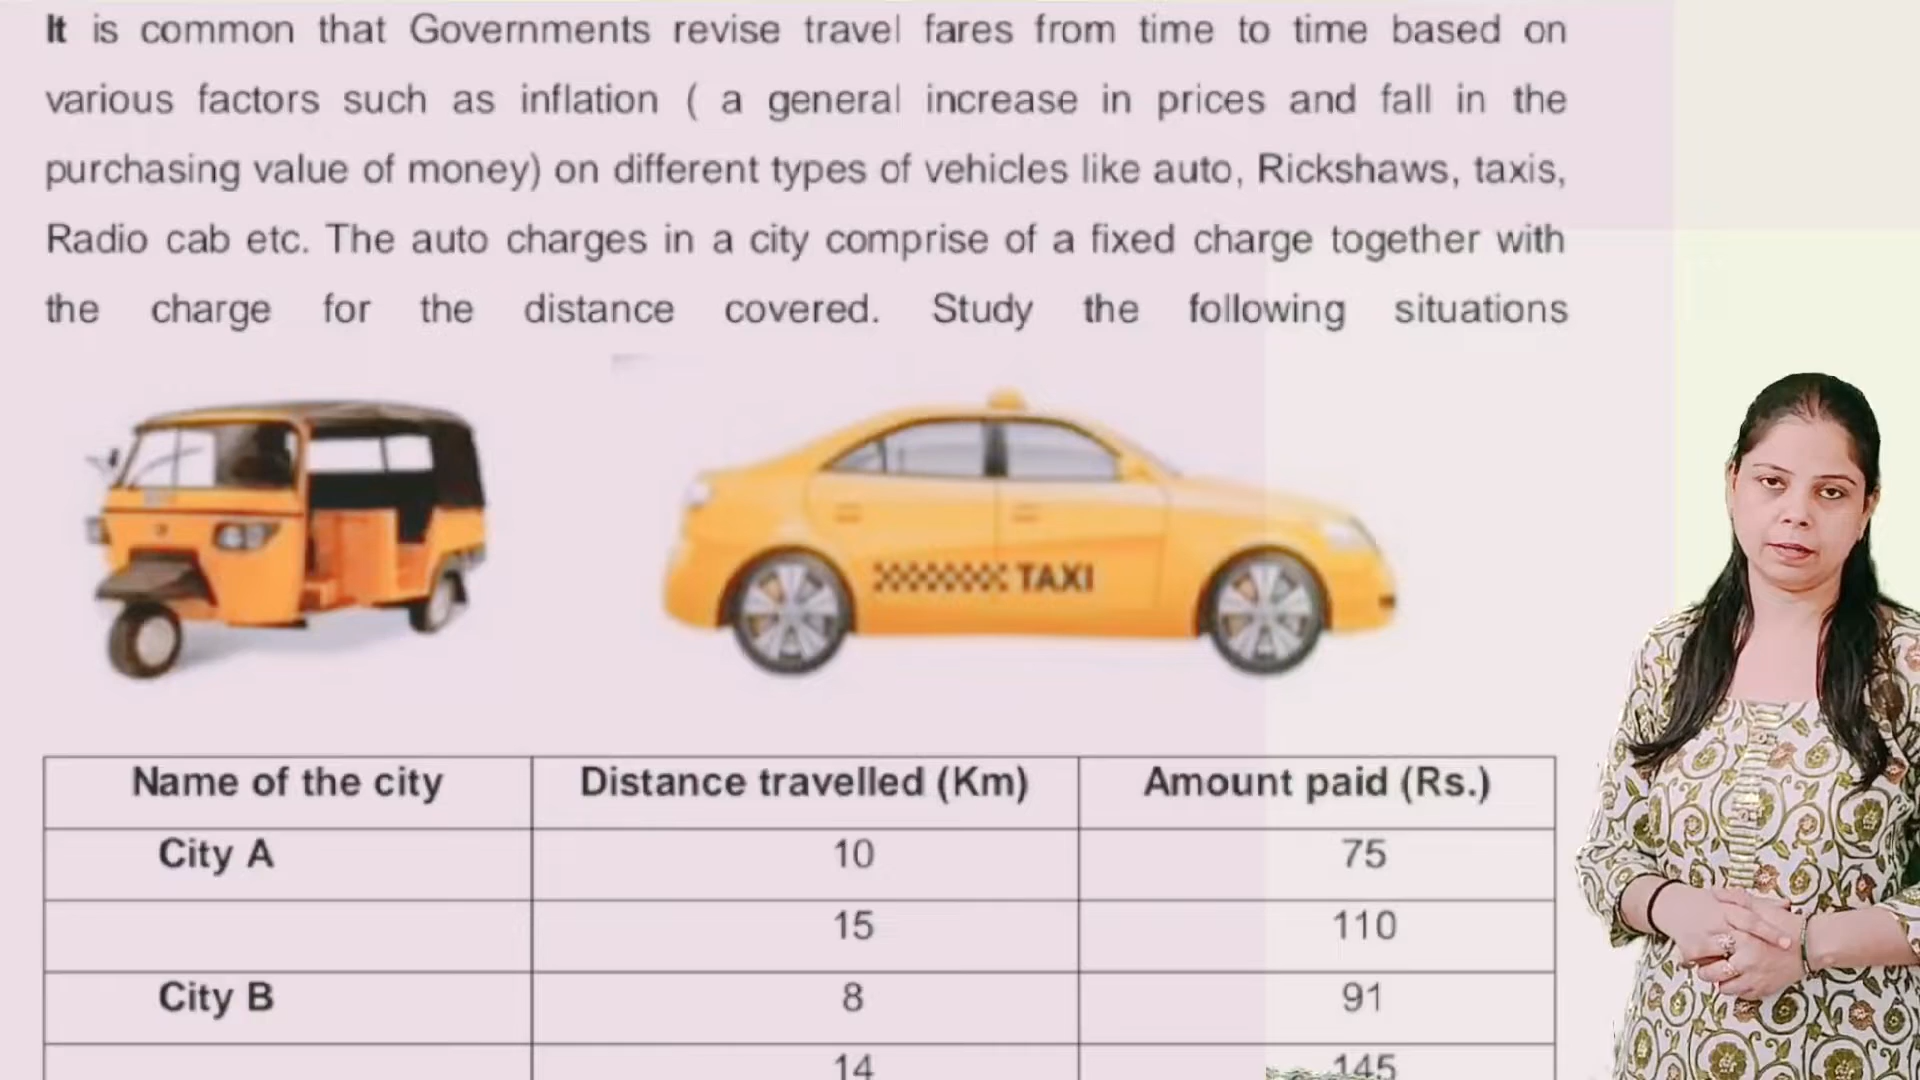 It is common that Governments revise travel fares from time to time based on
various factors such as inflation ( a general increase in prices and fall in the
purchasing value of money) on different types of vehicles like auto, Rickshaws, taxis,
Radio cab etc. The auto charges in a city comprise of a fixed charge together with
the charge for the distance covered. Study the following situations
TAXI
Name of the city Distance travelled (Km) Amount paid (Rs.)
City A 10 75
15 110
City B 8 91
14 145